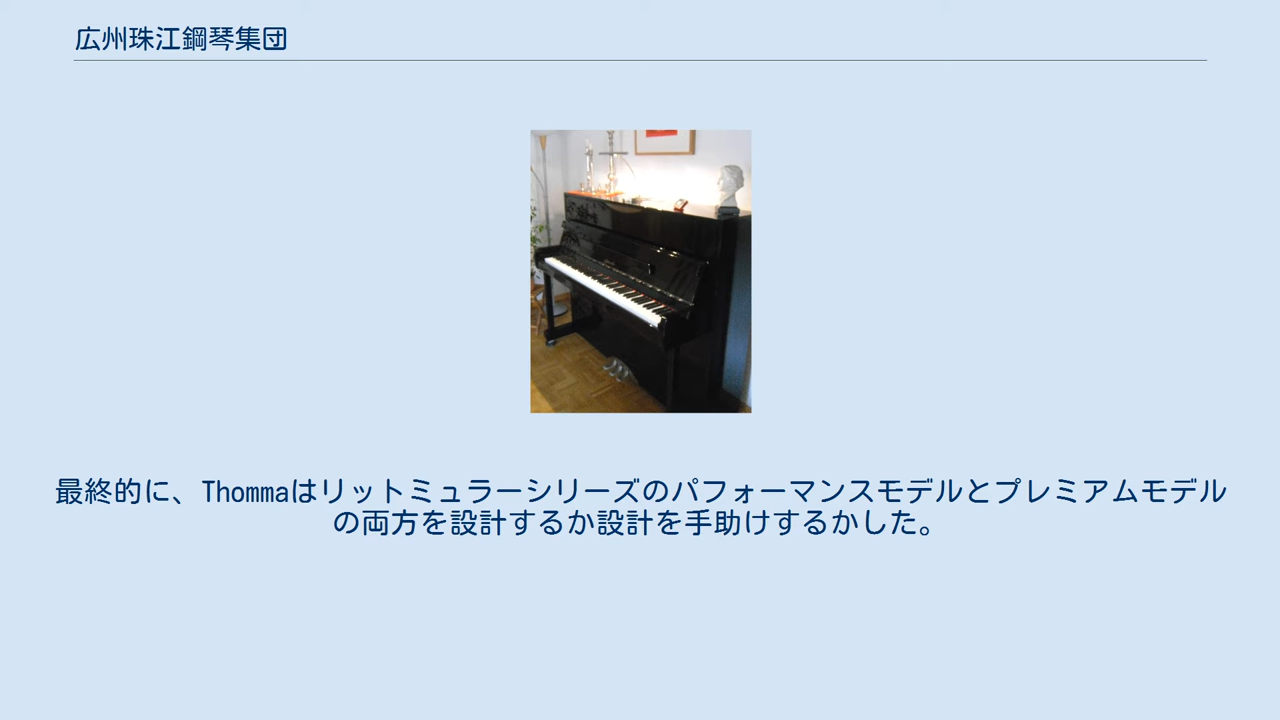 広州珠江鋼琴集団
最終的に、Thommaはリットミュラーシリーズのパフォーマンスモデルとプレミアムモデル
の両方を設計するか設計を手助けするかした。